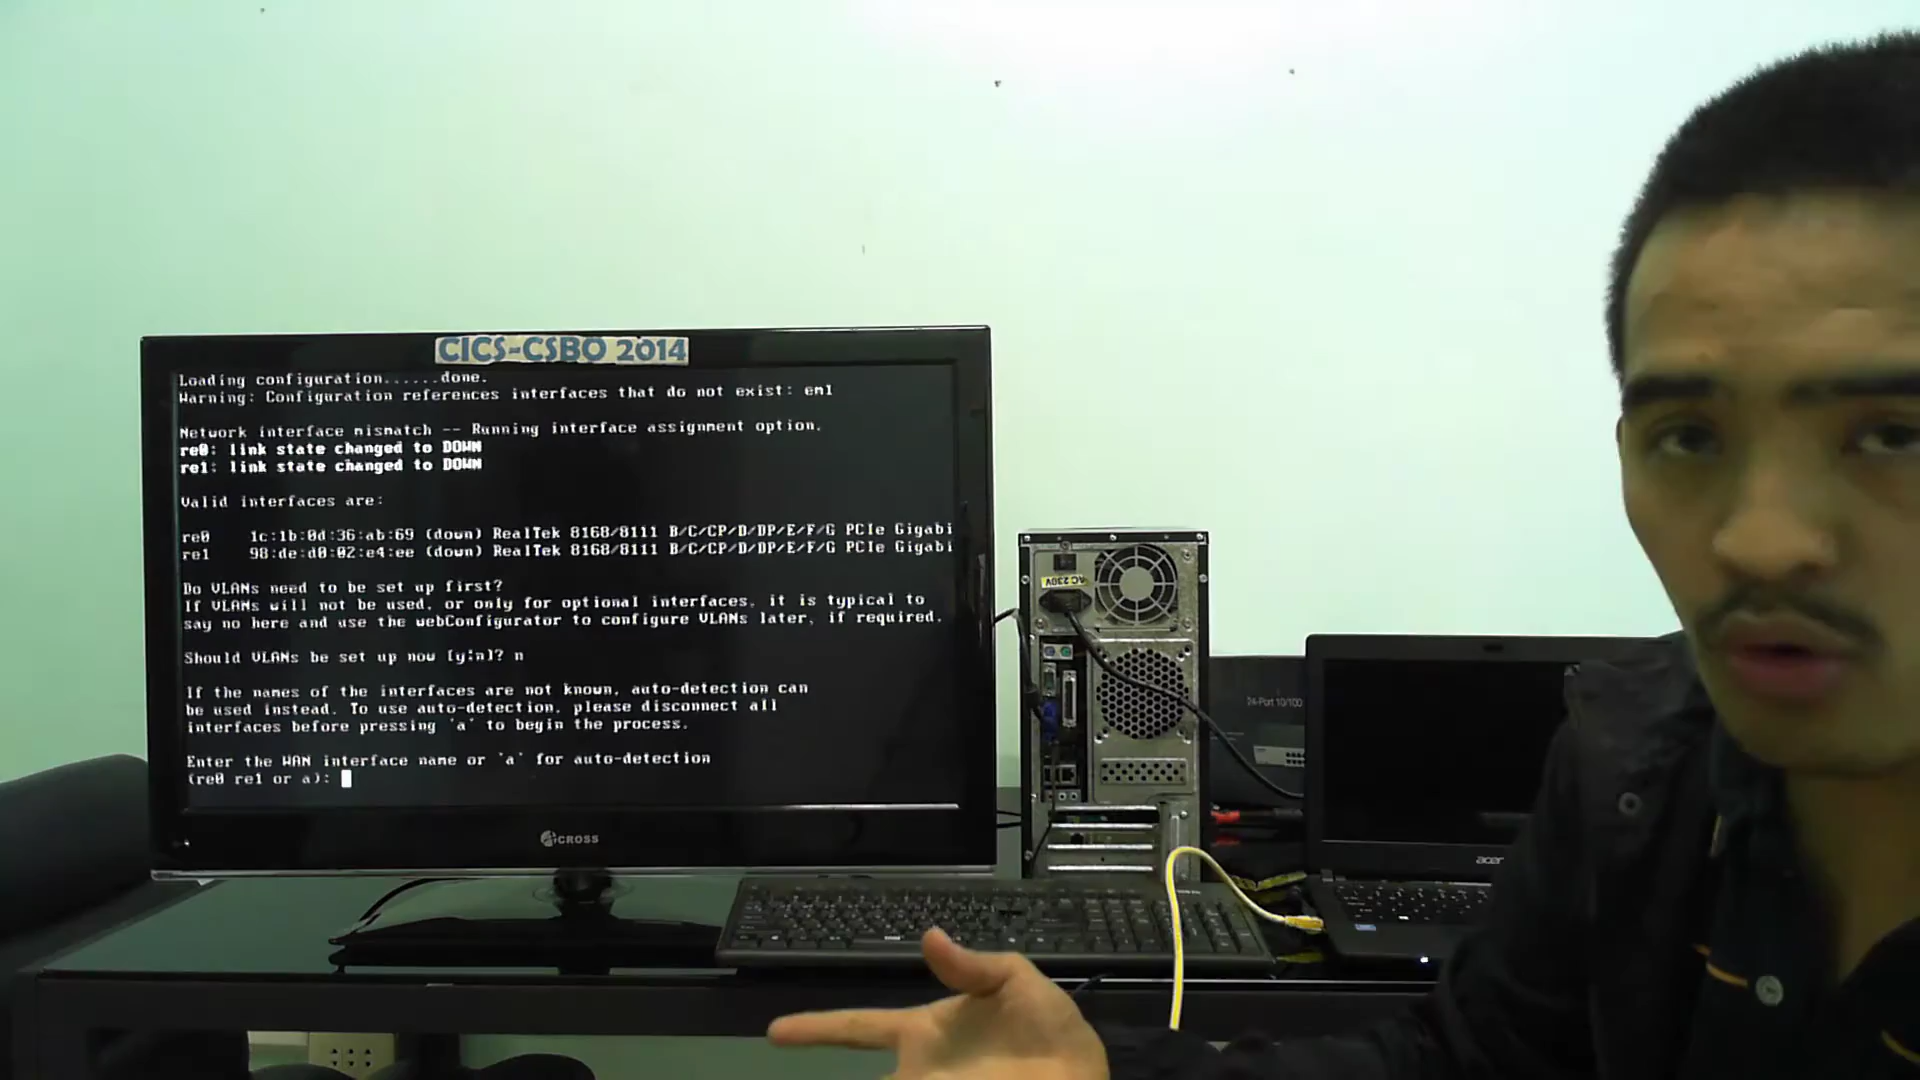 CICS-CSBO 2014
Loading configuration......done.
Warning: Configuration references interfaces that do not exist: em1
Network interface mismatch -- Running interface assignment option.
re0: link state changed to DOWN
re1: link state changed to DOWN
Valid interfaces are:
re0 1c:1b:0d:36:ab:69 (down) RealTek 8168/8111 B/C/CP/D/DP/E/F/G PCIe Gigabi
re1 98:de:d0:02:e4:ee (down) RealTek 8168/8111 B/C/CP/D/DP/E/F/G PCIe Gigabi
Do VLANs need to be set up first?
If VLANs will not be used, or only for optional interfaces, it is typical to
say no here and use the webConfigurator to configure VLANs later, if required.
Should VLANs be set up now [y|n]? n
If the names of the interfaces are not known, auto-detection can
be used instead. To use auto-detection, please disconnect all
interfaces before pressing 'a' to begin the process.
Enter the WAN interface name or 'a' for auto-detection
(re0 re1 or a):
CROSS
AC 230V
24-Port 10/100
acer